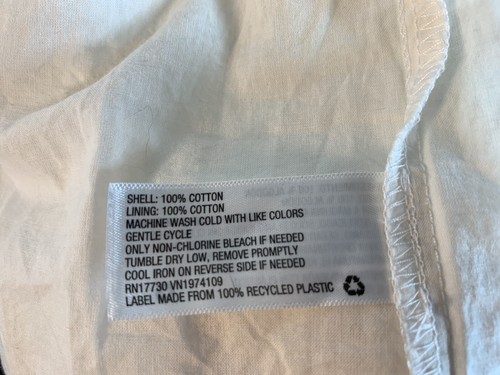 SHELL: 100% COTTON
LINING: 100% COTTON
MACHINE WASH COLD WITH LIKE COLORS
GENTLE CYCLE
ONLY NON-CHLORINE BLEACH IF NEEDED
TUMBLE DRY LOW, REMOVE PROMPTLY
COOL IRON ON REVERSE SIDE IF NEEDED
RN17730 VN1974109
LABEL MADE FROM 100% RECYCLED PLASTIC